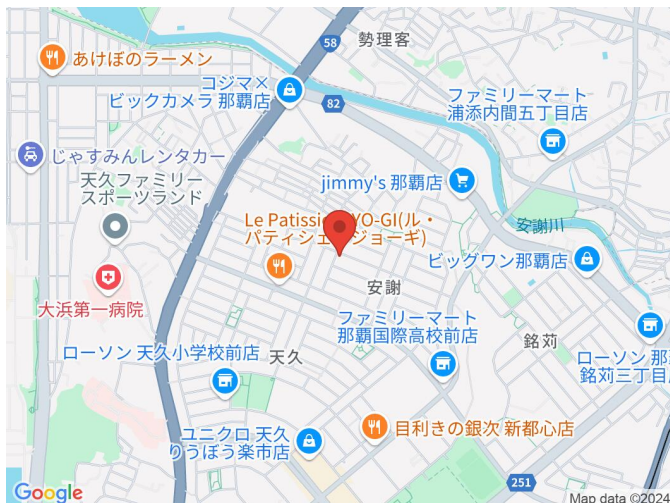 58
勢理客
あけぼのラーメン
コジマ×
ビックカメラ 那覇店
82
ファミリーマート
浦添内間五丁目店
じゃすみんレンタカー
jimmy's 那覇店
天久ファミリー
スポーツランド
Le Patissi YO-GI(ル・
パティシエ ジョーギ)
安謝川
ビッグワン那覇店
大浜第一病院
安謝
ファミリーマート
那覇国際高校前店
銘苅
ローソン 天久小学校前店
天久
ローソン 那
銘苅三丁目
ユニクロ 天久
りうぼう楽市店
目利きの銀次 新都心店
251
Google
Map data ©2024